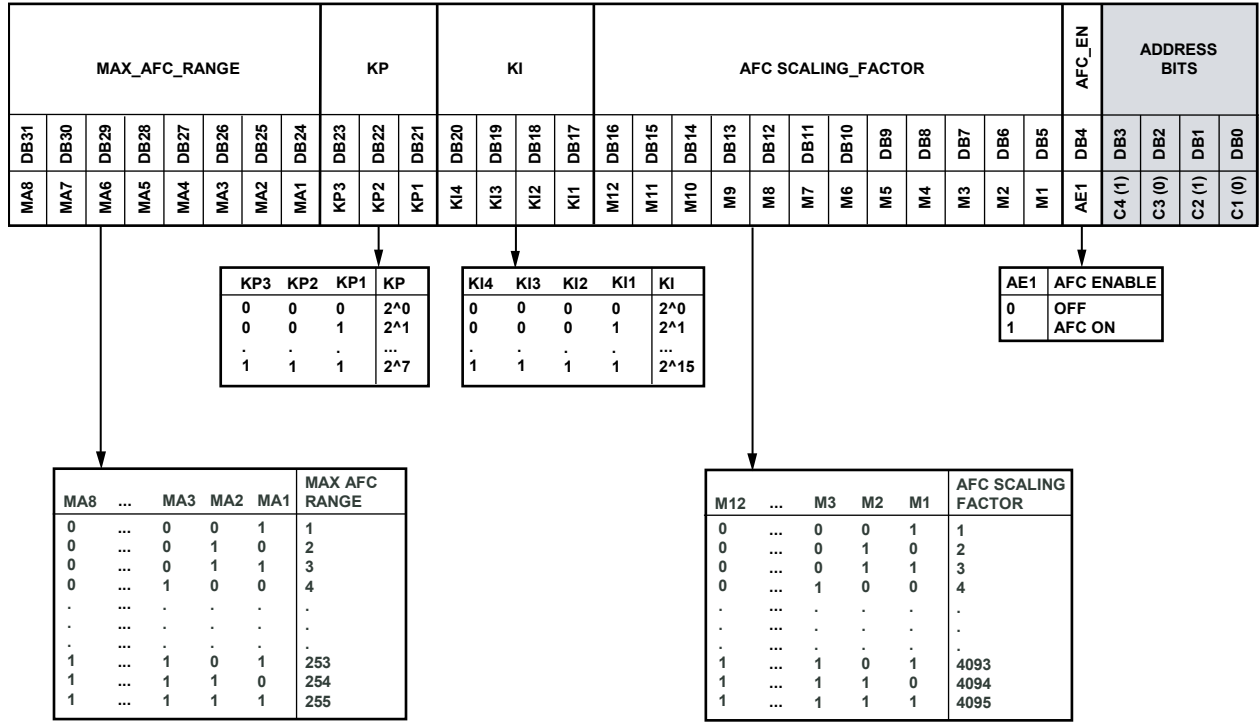 MAX_AFC_RANGE KP KI AFC SCALING_FACTOR AFC_EN ADDRESS BITS
DB31 DB30 DB29 DB28 DB27 DB26 DB25 DB24 DB23 DB22 DB21 DB20 DB19 DB18 DB17 DB16 DB15 DB14 DB13 DB12 DB11 DB10 DB9 DB8 DB7 DB6 DB5 DB4 DB3 DB2 DB1 DB0
MA8 MA7 MA6 MA5 MA4 MA3 MA2 MA1 KP3 KP2 KP1 KI4 KI3 KI2 KI1 M12 M11 M10 M9 M8 M7 M6 M5 M4 M3 M2 M1 AE1 C4 (1) C3 (0) C2 (1) C1 (0)
KP3 KP2 KP1 KP
0 0 0 2^0
0 0 1 2^1
. . . ...
1 1 1 2^7
KI4 KI3 KI2 KI1 KI
0 0 0 0 2^0
0 0 0 1 2^1
. . . . ...
1 1 1 1 2^15
AE1 AFC ENABLE
0 OFF
1 AFC ON
MA8 ... MA3 MA2 MA1 MAX AFC RANGE
0 ... 0 0 1 1
0 ... 0 1 0 2
0 ... 0 1 1 3
0 ... 1 0 0 4
. ... . . . .
. ... . . . .
. ... . . . .
1 ... 1 0 1 253
1 ... 1 1 0 254
1 ... 1 1 1 255
M12 ... M3 M2 M1 AFC SCALING FACTOR
0 ... 0 0 1 1
0 ... 0 1 0 2
0 ... 0 1 1 3
0 ... 1 0 0 4
. ... . . . .
. ... . . . .
. ... . . . .
1 ... 1 0 1 4093
1 ... 1 1 0 4094
1 ... 1 1 1 4095